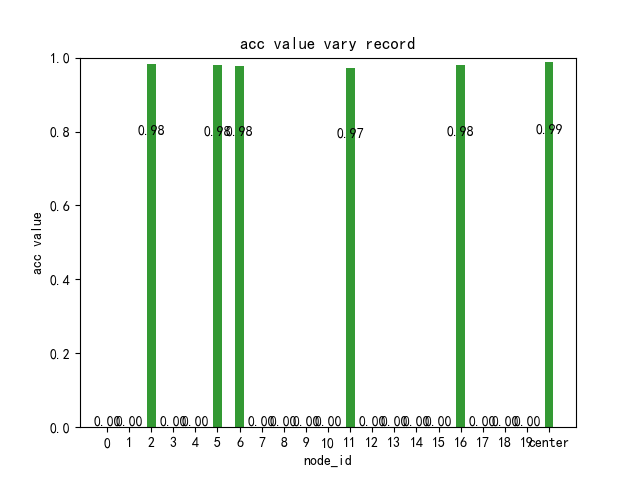 acc value vary record
1.0
0.8
0.6
0.4
0.2
0.0
acc value
0.98 0.98 0.98 0.97 0.98 0.99
0.00 0.00 0.00 0.00 0.00 0.00 0.00 0.00 0.00 0.00 0.00 0.00 0.00 0.00 0.00
0 1 2 3 4 5 6 7 8 9 10 11 12 13 14 15 16 17 18 19 center
node_id